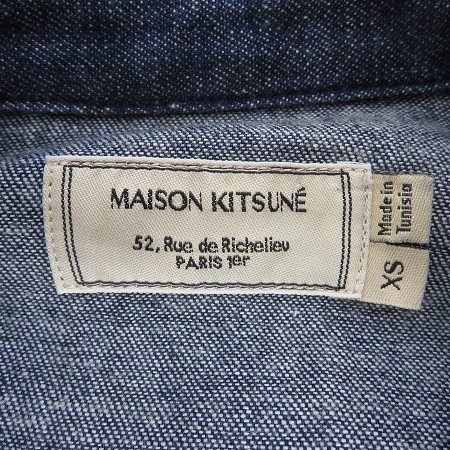 MAISON KITSUNÉ
52, Rue de Richelieu
PARIS 1er
Made in
Tunisia
XS